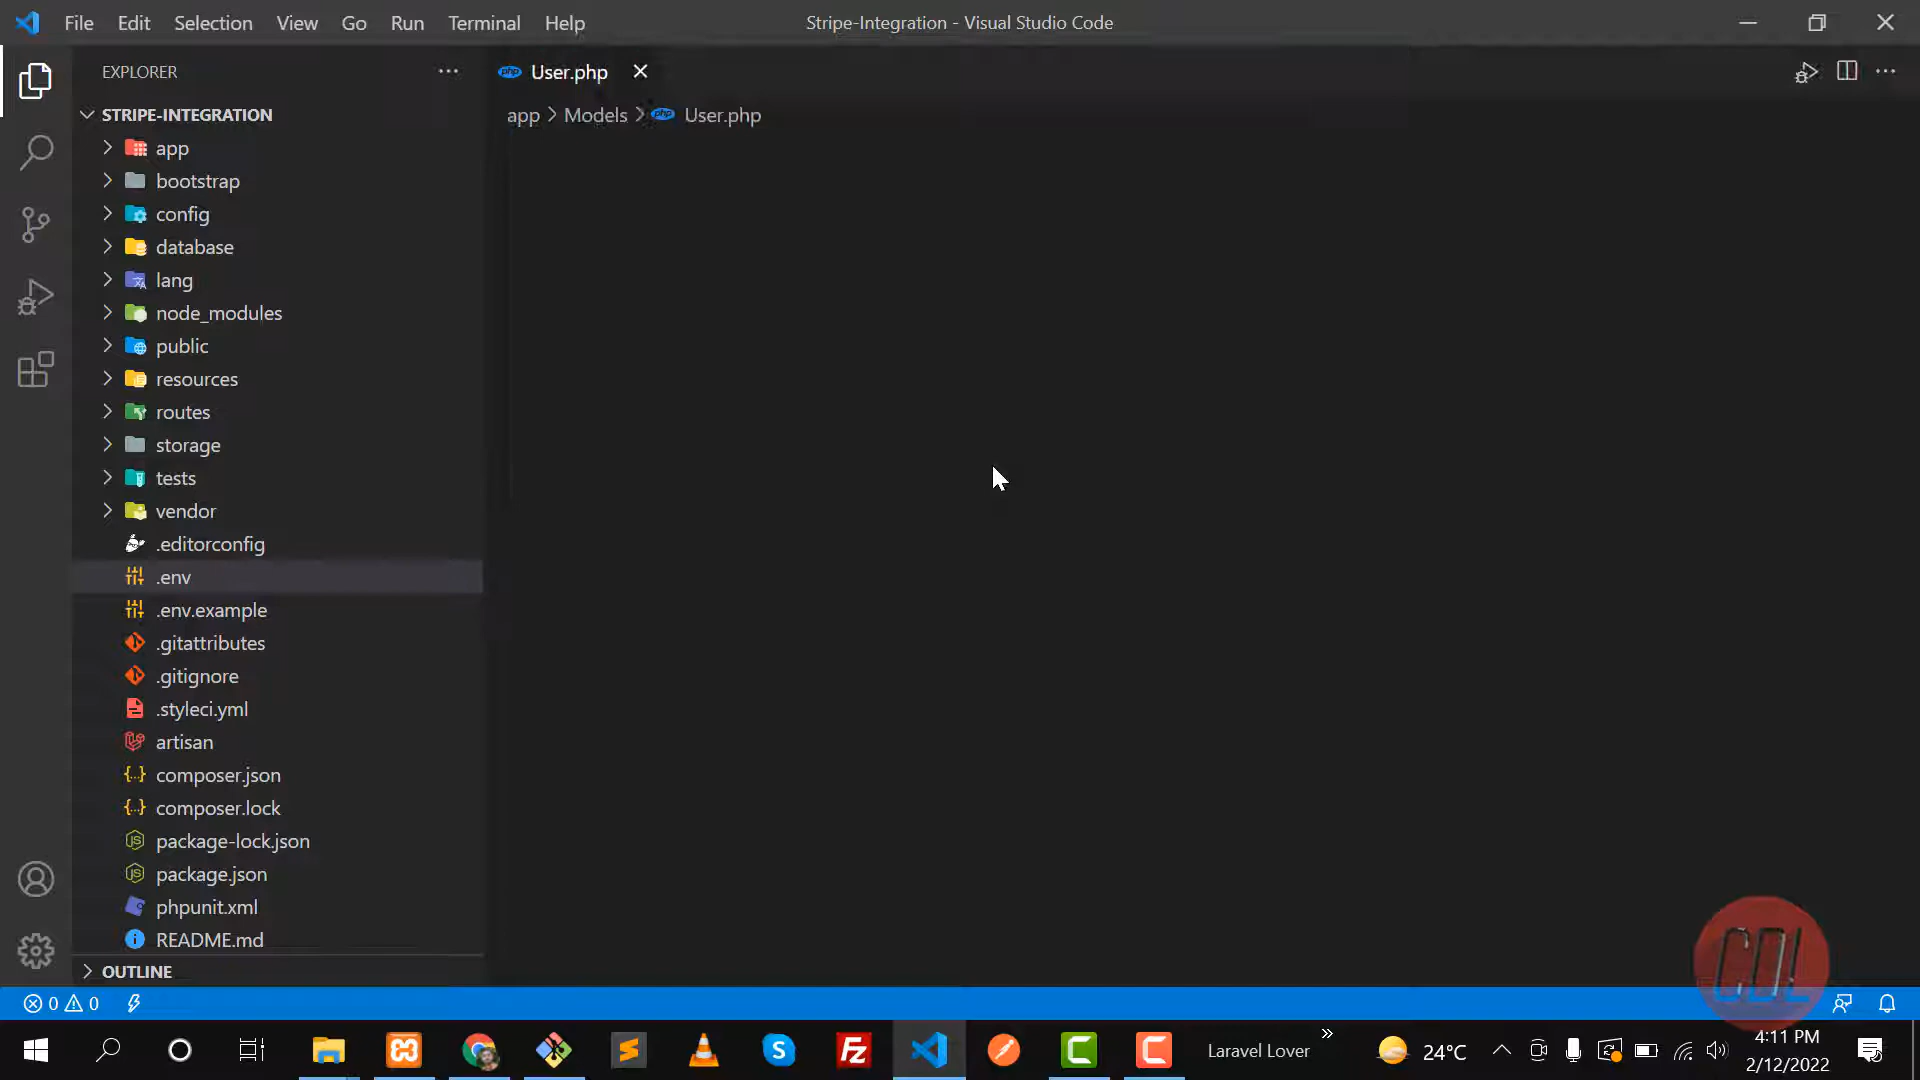 File Edit Selection View Go Run Terminal Help
Stripe-Integration - Visual Studio Code
EXPLORER
User.php
STRIPE-INTEGRATION
app > Models > User.php
app
bootstrap
config
database
lang
node_modules
public
resources
routes
storage
tests
vendor
.editorconfig
.env
.env.example
.gitattributes
.gitignore
.styleci.yml
artisan
composer.json
composer.lock
package-lock.json
package.json
phpunit.xml
README.md
OUTLINE
CDL
0 0
Laravel Lover
24°C
4:11 PM
2/12/2022